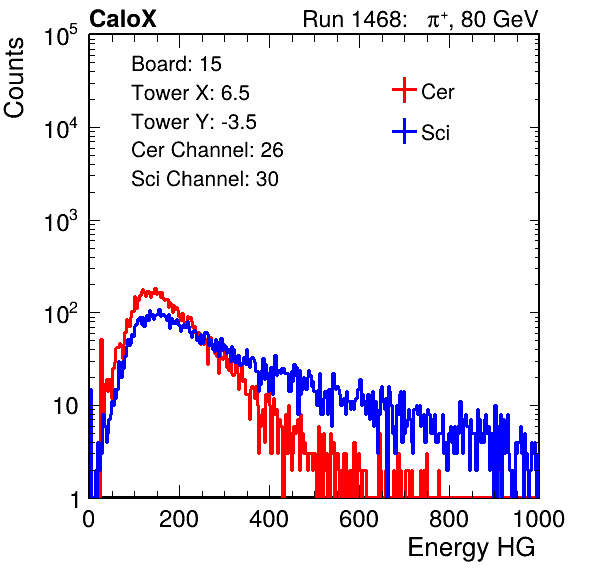 CaloX Run 1468: π⁺, 80 GeV
Counts
10⁵
10⁴
10³
10²
10
1
Board: 15
Tower X: 6.5
Tower Y: -3.5
Cer Channel: 26
Sci Channel: 30
Cer
Sci
0 200 400 600 800 1000
Energy HG